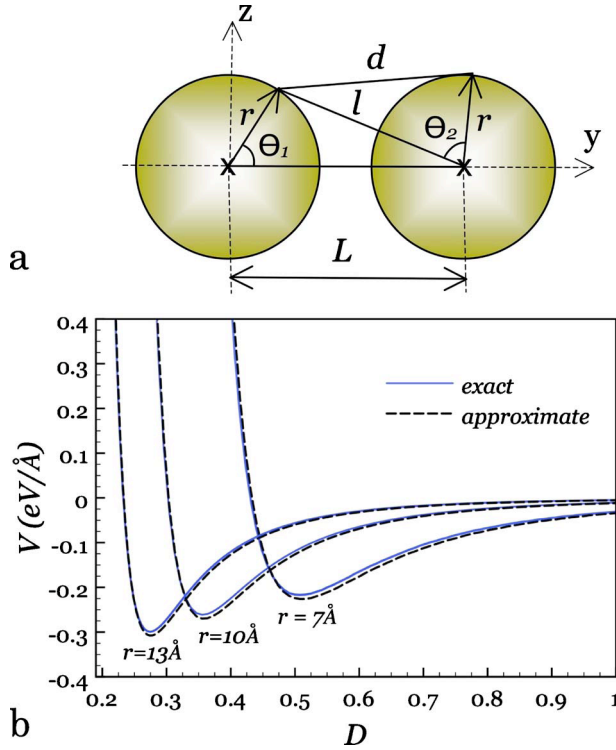 z
d
l
r
Θ1
Θ2
r
y
x
x
L
a
0.4
0.3
0.2
0.1
0
-0.1
-0.2
-0.3
-0.4
V (eV/Å)
exact
approximate
r=13Å
r=10Å
r = 7Å
0.2 0.3 0.4 0.5 0.6 0.7 0.8 0.9 1
D
b